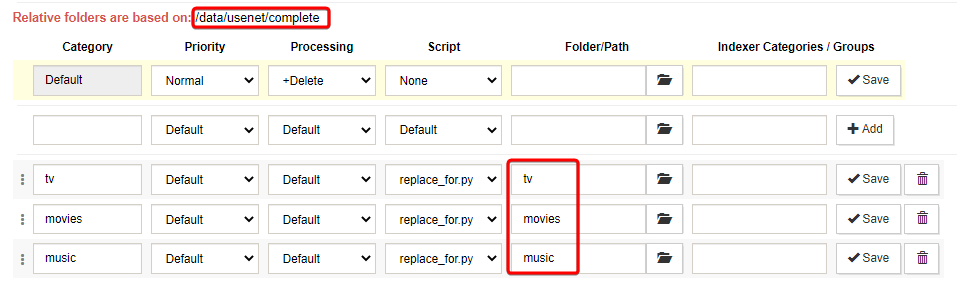 Relative folders are based on: /data/usenet/complete
Category Priority Processing Script Folder/Path Indexer Categories / Groups
Default Normal +Delete None Save
Default Default Default Add
tv Default Default replace_for.py tv Save
movies Default Default replace_for.py movies Save
music Default Default replace_for.py music Save